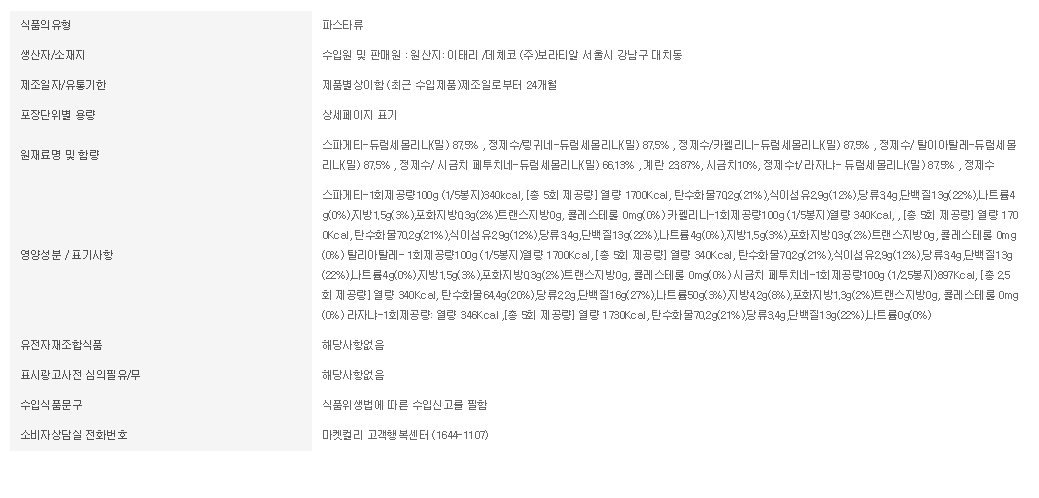 식품의유형 파스타류
생산자/소재지 수입원 및 판매원 : 원산지: 이태리 /데체코 (주)보라티알 서울시 강남구 대치동
제조일자/유통기한 제품별상이함 (최근 수입제품)제조일로부터 24개월
포장단위별 용량 상세페이지 표기
원재료명 및 함량
스파게티-듀럼세몰리나(밀) 87,5% , 정제수/링귀네-듀럼세몰리나(밀) 87,5% , 정제수/카펠리니-듀럼세몰리나(밀) 87,5% , 정제수/ 탈이아탈레-듀럼세몰
리나(밀) 87,5% , 정제수/ 시금치 페투치네-듀럼세몰리나(밀) 66,13% , 계란 23,87%, 시금치10%, 정제수t/ 라자냐- 듀럼세몰리나(밀) 87,5% , 정제수
영양성분 / 표기사항
스파게티-1회제공량100g (1/5봉지)340kcal, [총 5회 제공량] 열량 1700Kcal, 탄수화물70,2g(21%),식이섬유2,9g(12%),당류3,4g,단백질13g(22%),나트륨4
g(0%),지방1,5g(3%),포화지방0,3g(2%)트랜스지방0g, 콜레스테롤 0mg(0%) 카펠리니-1회제공량100g (1/5봉지)열량 340Kcal, , [총 5회 제공량] 열량 170
0Kcal, 탄수화물70,2g(21%),식이섬유2,9g(12%),당류3,4g,단백질13g(22%),나트륨4g(0%),지방1,5g(3%),포화지방0,3g(2%)트랜스지방0g, 콜레스테롤 0mg
(0%) 탈리아탈레- 1회제공량100g (1/5봉지)열량 1700Kcal, [총 5회 제공량] 열량 340Kcal, 탄수화물70,2g(21%),식이섬유2,9g(12%),당류3,4g,단백질13g
(22%),나트륨4g(0%)지방1,5g(3%),포화지방0,3g(2%)트랜스지방0g, 콜레스테롤 0mg(0%) 시금치 페투치네-1회제공량100g (1/2,5봉지)897Kcal, [총 2,5
회 제공량] 열량 340Kcal, 탄수화물64,4g(20%),당류2,2g,단백질16g(27%),나트륨50g(3%),지방4,2g(8%),포화지방1,3g(2%)트랜스지방0g, 콜레스테롤 0mg
(0%) 라자냐-1회제공량: 열량 346Kcal ,[총 5회 제공량] 열량 1730Kcal, 탄수화물70,2g(21%),당류3,4g,단백질13g(22%),나트륨0g(0%)
유전자재조합식품 해당사항없음
표시광고사전 심의필유/무 해당사항없음
수입식품문구 식품위생법에 따른 수입신고를 필함
소비자상담실 전화번호 마켓컬리 고객행복센터 (1644-1107)